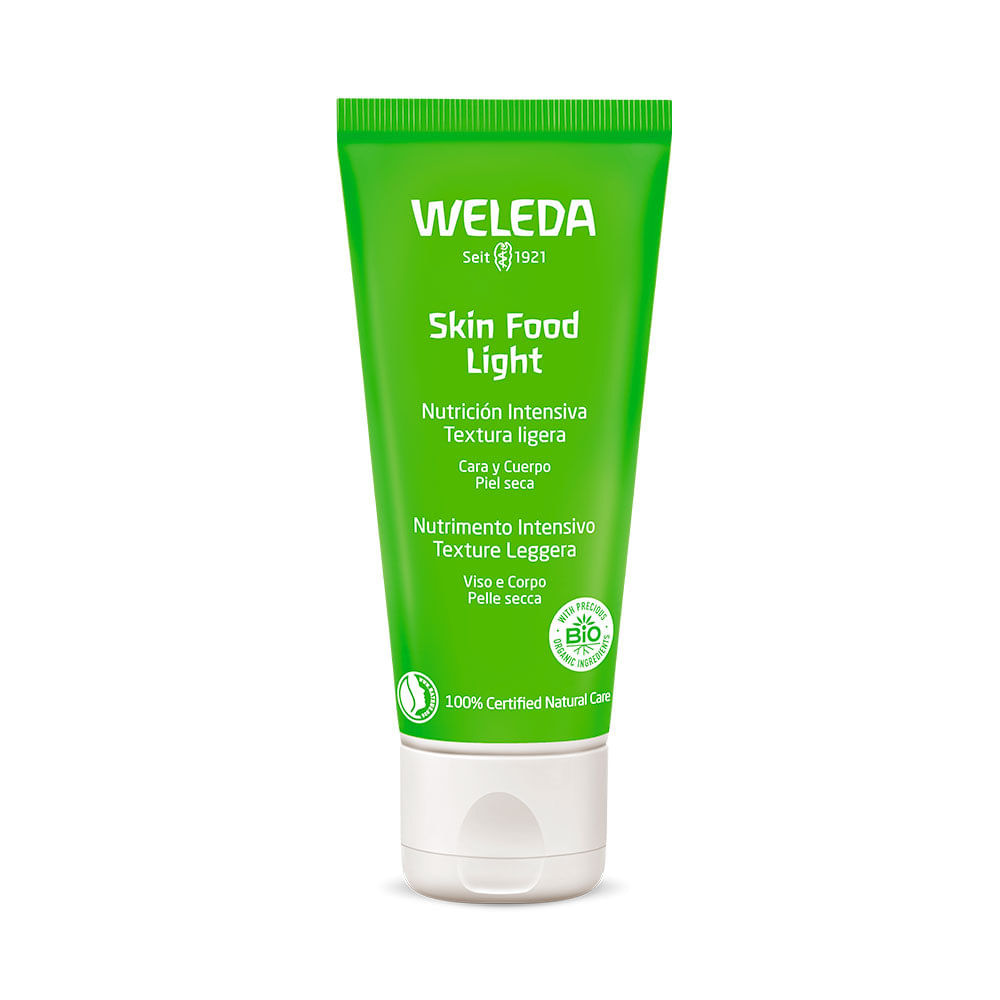 WELEDA
Seit 1921
Skin Food
Light
Nutrición Intensiva
Textura ligera
Cara y Cuerpo
Piel seca
Nutrimento Intensivo
Texture Leggera
Viso e Corpo
Pelle secca
WITH PRECIOUS
BIO
ORGANIC INGREDIENTS
100% Certified Natural Care